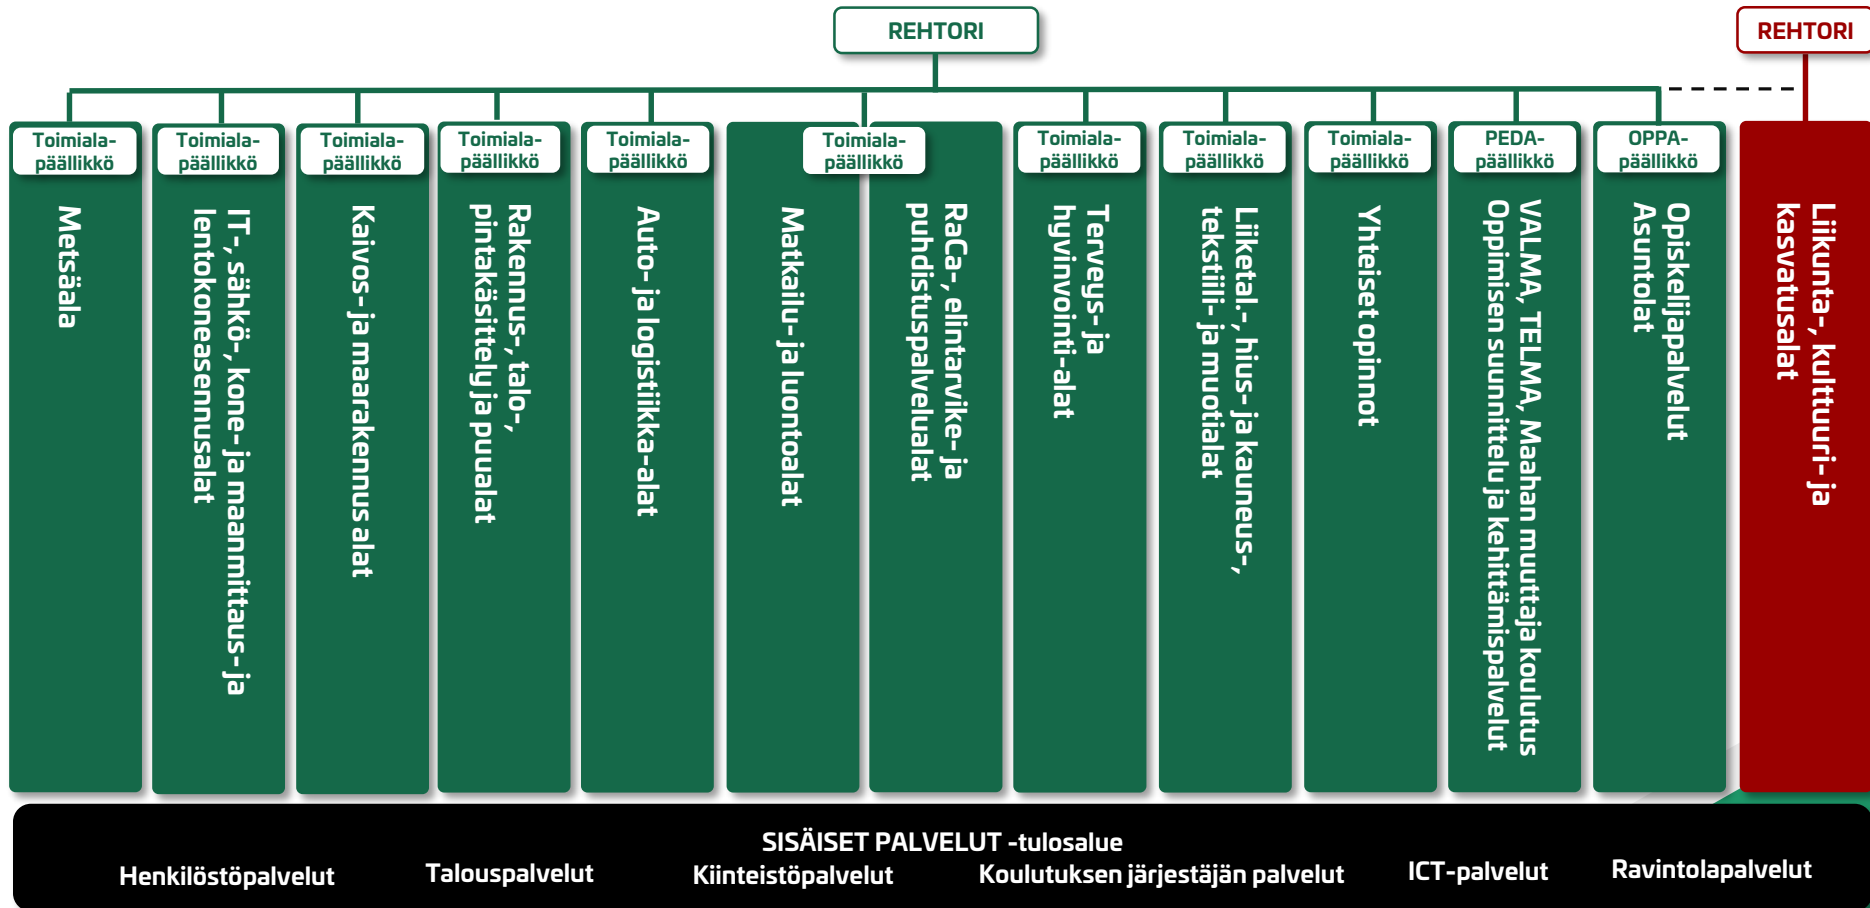 REHTORI
REHTORI
Toimiala-
päällikkö
Metsäala
Toimiala-
päällikkö
IT-, sähkö-, kone- ja maanmittaus- ja
lentokoneasennusalat
Toimiala-
päällikkö
Kaivos- ja maarakennus alat
Toimiala-
päällikkö
Rakennus-, talo-,
pintakäsittely ja puualat
Toimiala-
päällikkö
Auto- ja logistiikka-alat
Toimiala-
päällikkö
Matkailu- ja luontoalat
RaCa-, elintarvike- ja
puhdistuspalvelualat
Toimiala-
päällikkö
Terveys- ja
hyvinvointi-alat
Toimiala-
päällikkö
Liiketal.-, hius- ja kauneus-,
tekstiili- ja muotialat
Toimiala-
päällikkö
Yhteiset opinnot
PEDA-
päällikkö
VALMA, TELMA, Maahan muuttaja koulutus
Oppimisen suunnittelu ja kehittämispalvelut
OPPA-
päällikkö
Opiskelijapalvelut
Asuntolat
Liikunta-, kulttuuri- ja
kasvatusalat
SISÄISET PALVELUT -tulosalue
Henkilöstöpalvelut
Talouspalvelut
Kiinteistöpalvelut
Koulutuksen järjestäjän palvelut
ICT-palvelut
Ravintolapalvelut